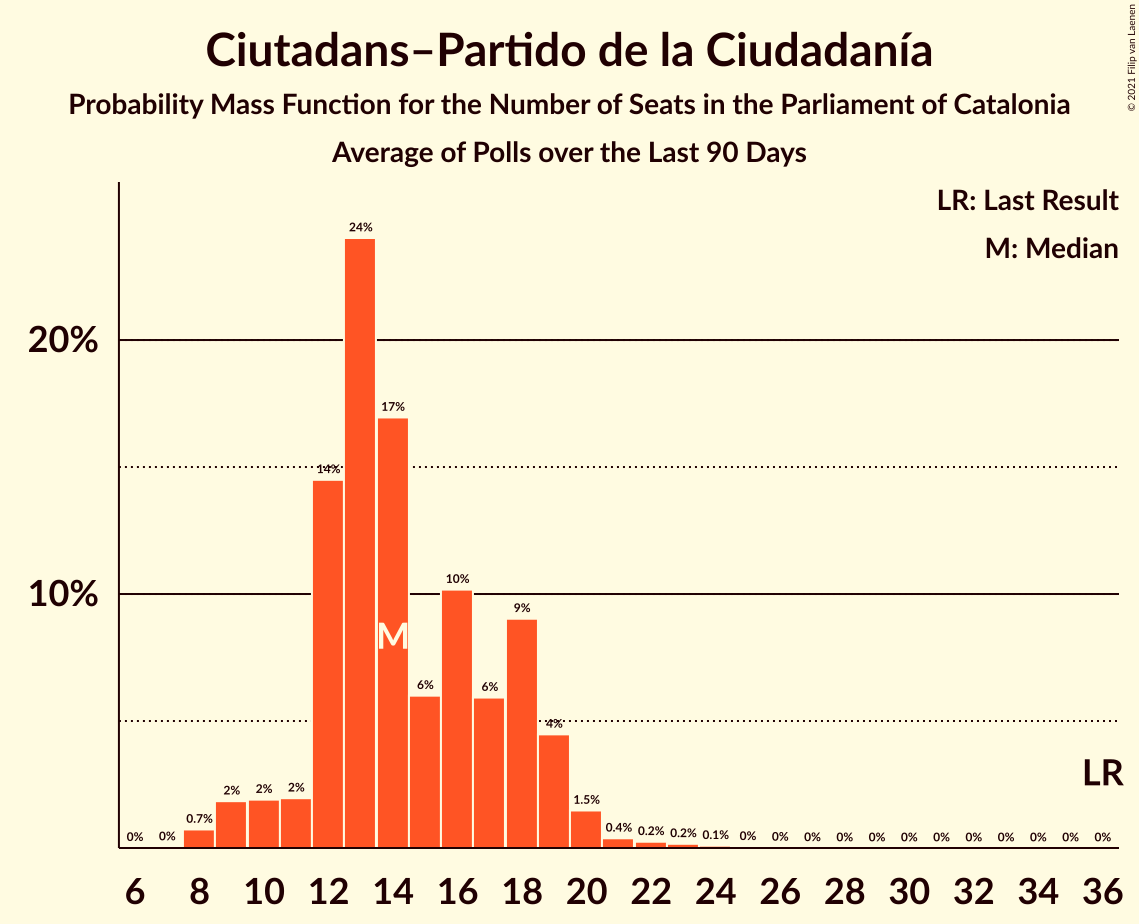 Ciutadans–Partido de la Ciudadanía
Probability Mass Function for the Number of Seats in the Parliament of Catalonia
Average of Polls over the Last 90 Days
© 2021 Filip van Laenen
LR: Last Result
M: Median
20%
10%
0% 0% 0.7% 2% 2% 2% 14% 24% 17% 6% 10% 6% 9% 4% 1.5% 0.4% 0.2% 0.2% 0.1% 0% 0% 0% 0% 0% 0% 0% 0% 0% 0% 0% 0%
M
LR
6 8 10 12 14 16 18 20 22 24 26 28 30 32 34 36